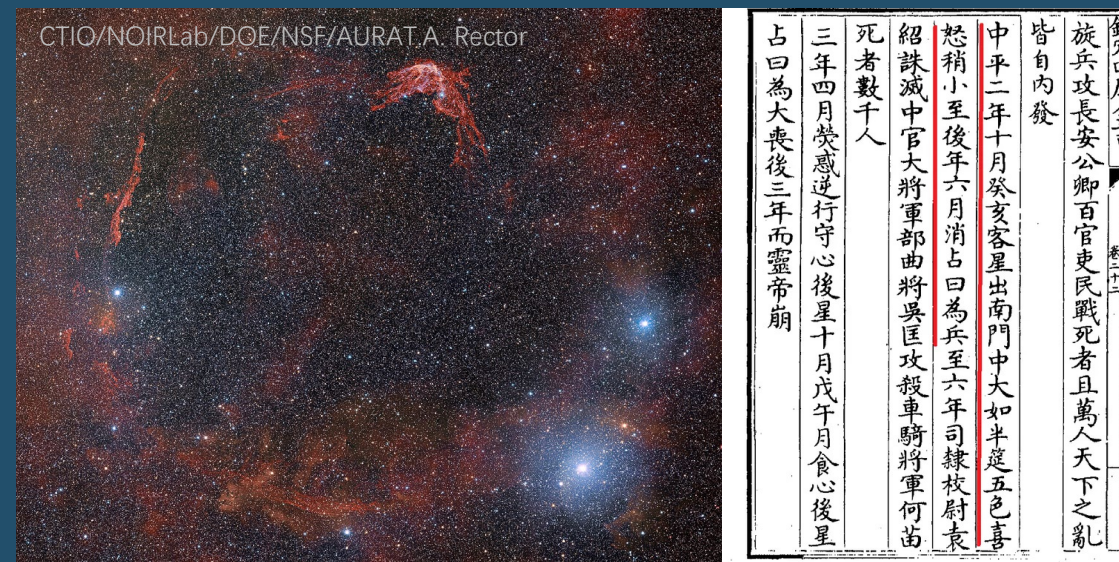 CTIO/NOIRLab/DOE/NSF/AURAT.A. Rector
旋兵攻長安公卿百官吏民戰死者且萬人天下之亂
皆自內發
中平二年十月癸亥客星出南門中大如半筵五色喜
怒稍小至後年六月消占曰為兵至六年司隸校尉袁
紹誅滅中官大將軍部曲將吳匡攻殺車騎將軍何苗
死者數千人
三年四月熒惑逆行守心後星十月戊午月食心後星
占曰為大喪後三年而靈帝崩